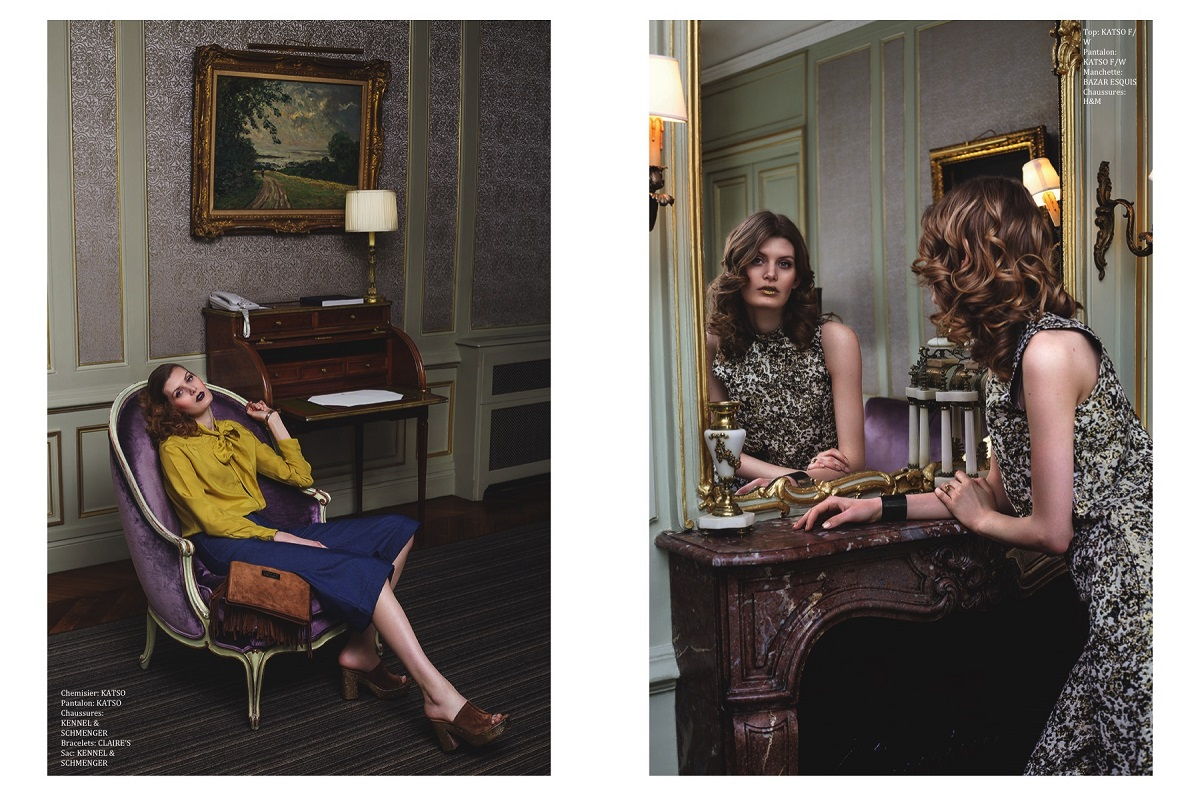 Chemisier: KATSO
Pantalon: KATSO
Chaussures:
KENNEL &
SCHMENGER
Bracelets: CLAIRE'S
Sac: KENNEL &
SCHMENGER
Top: KATSO F/
W
Pantalon:
KATSO F/W
Manchette:
BAZAR ESQUIS
Chaussures:
H&M